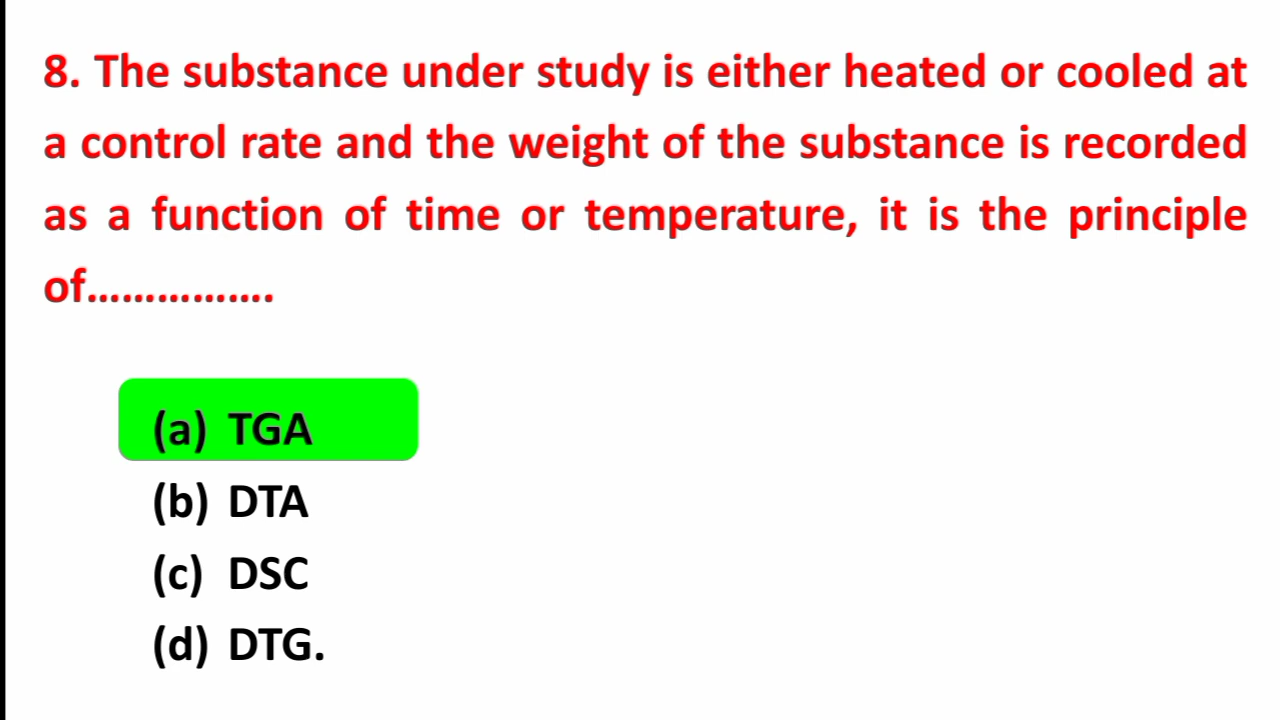 8. The substance under study is either heated or cooled at
a control rate and the weight of the substance is recorded
as a function of time or temperature, it is the principle
of................
(a) TGA
(b) DTA
(c) DSC
(d) DTG.